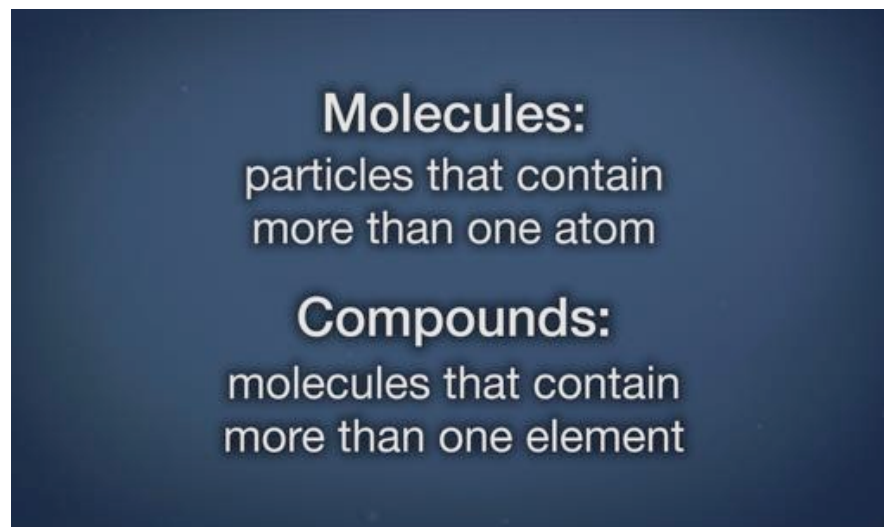 Molecules:
particles that contain
more than one atom
Compounds:
molecules that contain
more than one element